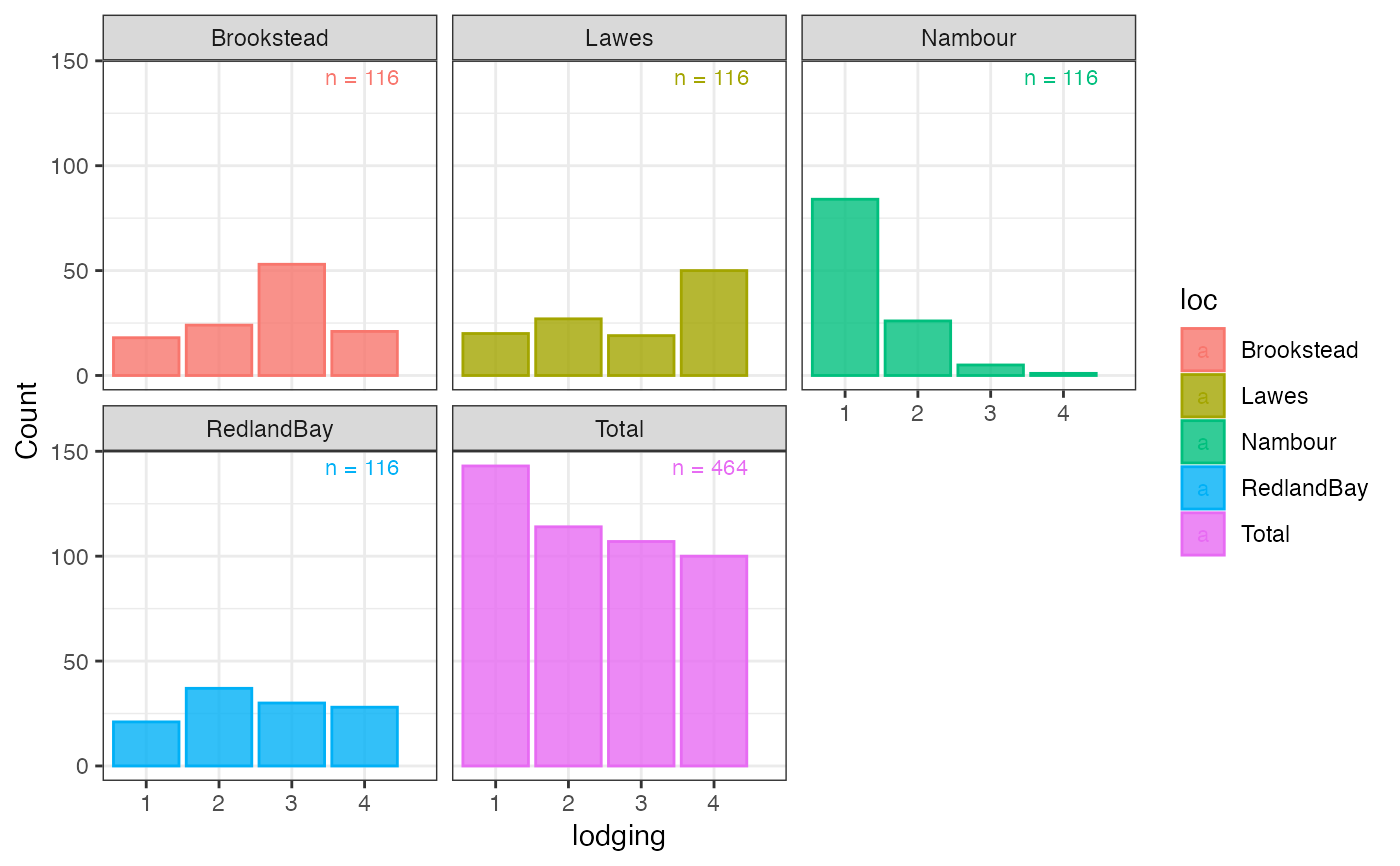 Brookstead
Lawes
Nambour
150
100
50
0
n = 116
n = 116
n = 116
1 2 3 4
Count
RedlandBay
Total
150
100
50
0
n = 116
n = 464
1 2 3 4
1 2 3 4
lodging
loc
a Brookstead
a Lawes
a Nambour
a RedlandBay
a Total